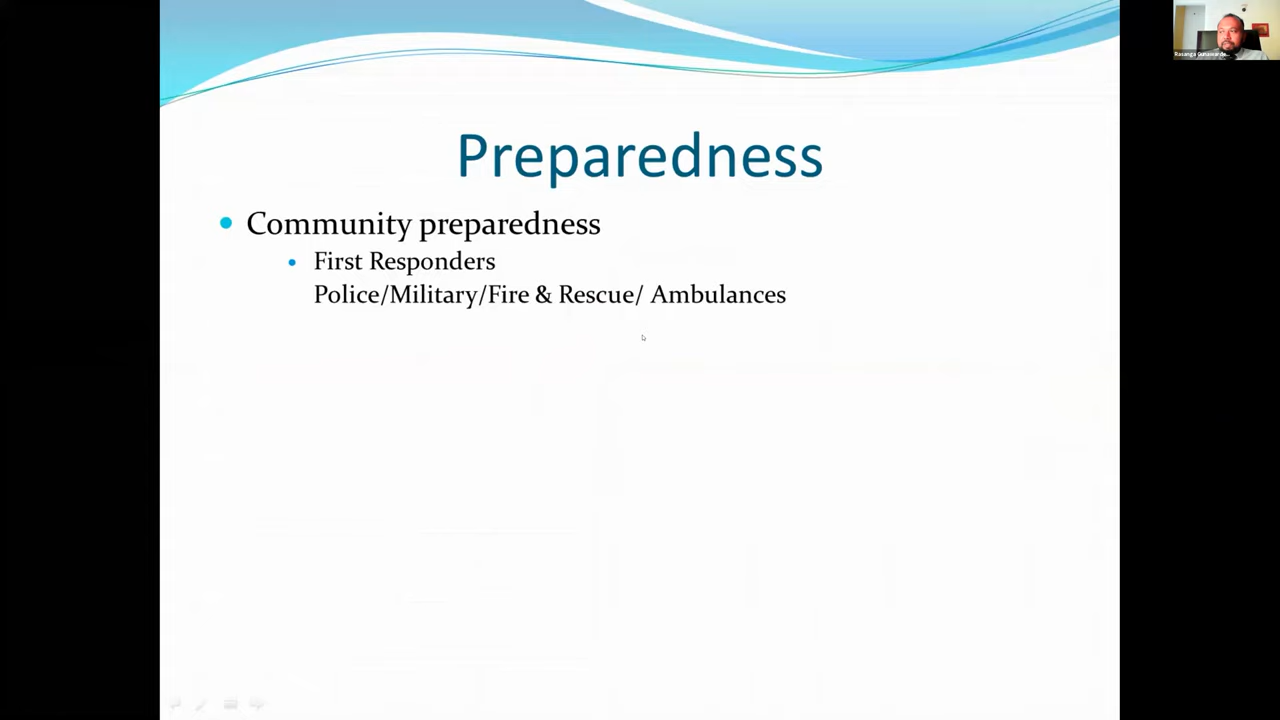 Preparedness
Community preparedness
First Responders
Police/Military/Fire & Rescue/ Ambulances